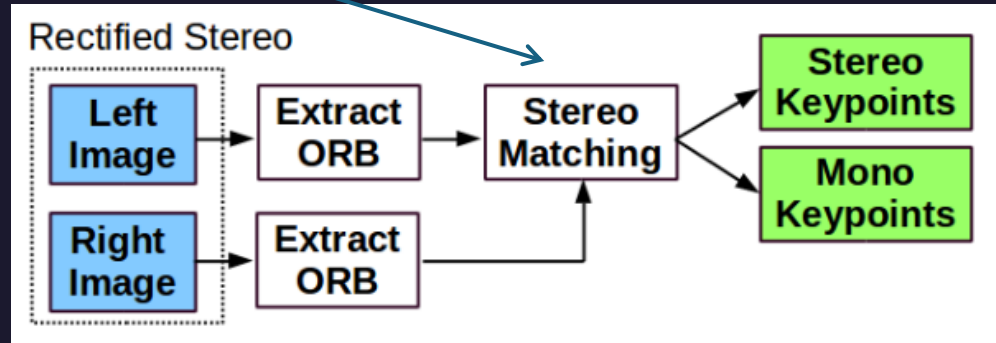 Rectified Stereo
Left
Image
Extract
ORB
Stereo
Matching
Stereo
Keypoints
Mono
Keypoints
Right
Image
Extract
ORB